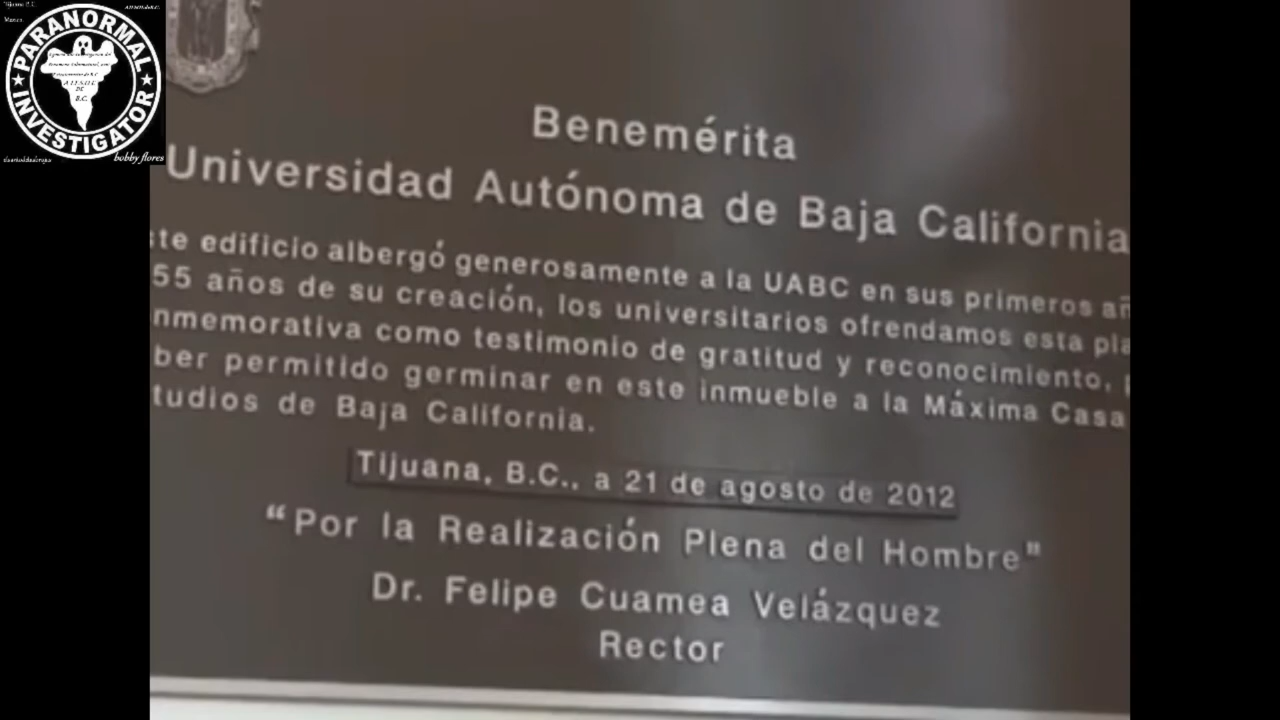 PARANORMAL
INVESTIGATOR
B.C.
bobby flores
Benemérita
Universidad Autónoma de Baja California
ste edificio albergó generosamente a la UABC en sus primeros añ
55 años de su creación, los universitarios ofrendamos esta pla
nmemorativa como testimonio de gratitud y reconocimiento,
ber permitido germinar en este inmueble a la Máxima Casa
tudios de Baja California.
Tijuana, B.C., a 21 de agosto de 2012
“Por la Realización Plena del Hombre”
Dr. Felipe Cuamea Velázquez
Rector